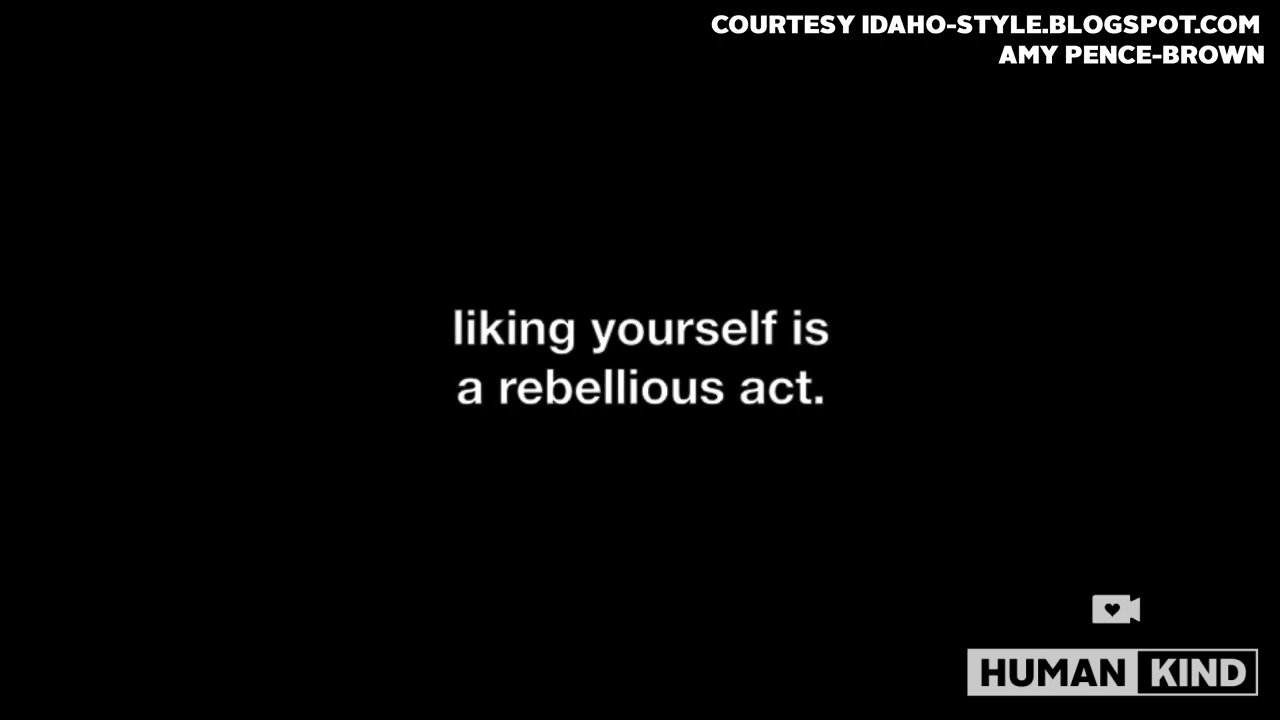 COURTESY IDAHO-STYLE.BLOGSPOT.COM
AMY PENCE-BROWN
liking yourself is
a rebellious act.
HUMAN KIND